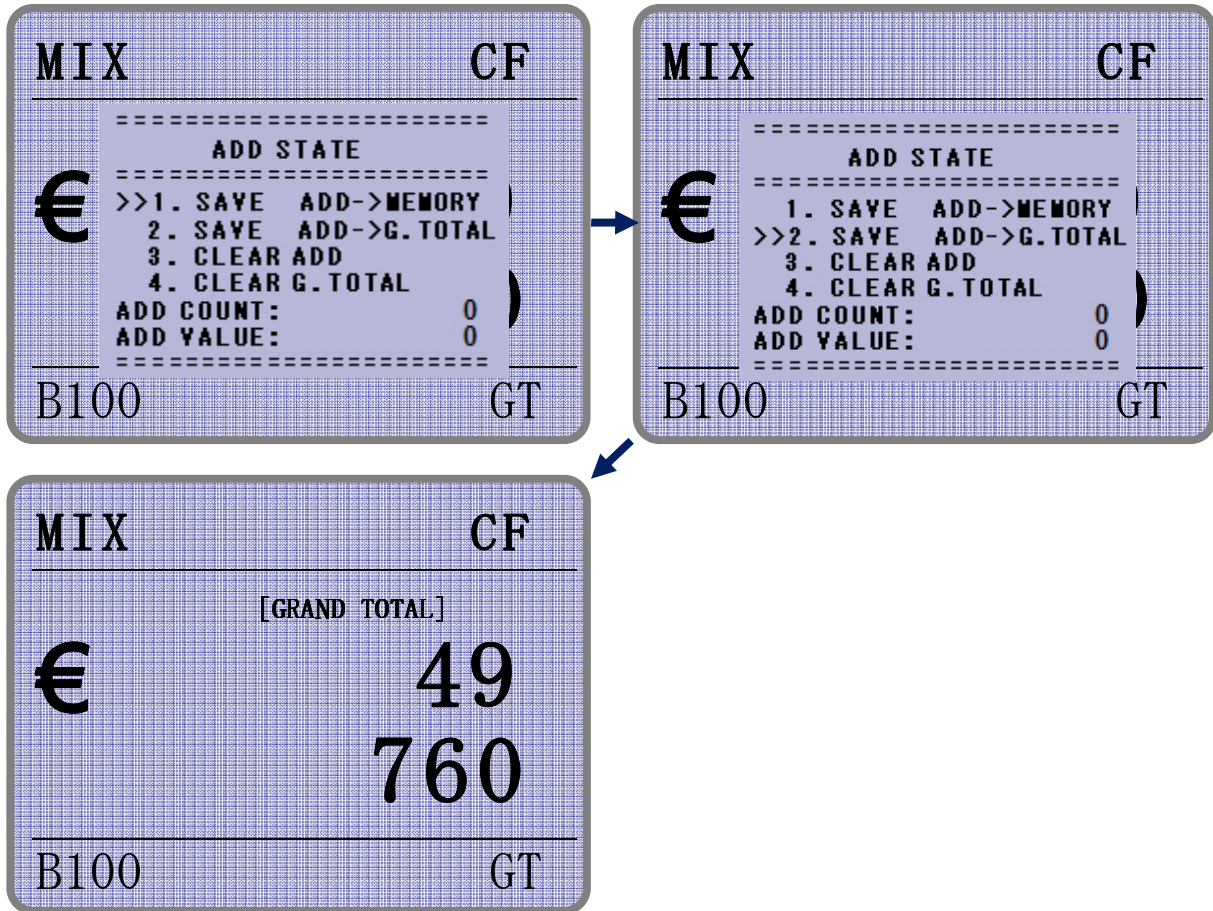 MIX CF
======================
ADD STATE
======================
>>1. SAVE ADD->MEMORY
2. SAVE ADD->G.TOTAL
3. CLEAR ADD
4. CLEAR G.TOTAL
ADD COUNT: 0
ADD VALUE: 0
======================
€
B100 GT
MIX CF
======================
ADD STATE
======================
1. SAVE ADD->MEMORY
>>2. SAVE ADD->G.TOTAL
3. CLEAR ADD
4. CLEAR G.TOTAL
ADD COUNT: 0
ADD VALUE: 0
======================
€
B100 GT
MIX CF
[GRAND TOTAL]
€ 49
760
B100 GT